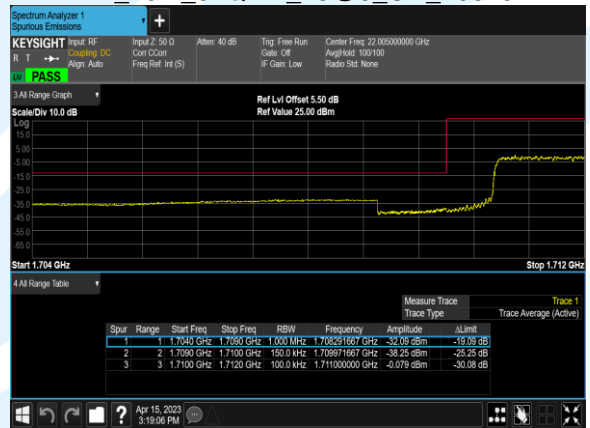 Spectrum Analyzer 1
Spurious Emissions
+
KEYSIGHT Input: RF Input Z: 50 Ω Atten: 40 dB Trig: Free Run Center Freq: 22.005000000 GHz
R T Coupling: DC Corr CCorr Gate: Off Avg|Hold: 100/100
Align: Auto Freq Ref: Int (S) IF Gain: Low Radio Std: None
LV PASS
3 All Range Graph
Ref Lvl Offset 5.50 dB
Scale/Div 10.0 dB Ref Value 25.00 dBm
Log
15.0
5.00
-5.00
-15.0
-25.0
-35.0
-45.0
-55.0
-65.0
Start 1.704 GHz Stop 1.712 GHz
4 All Range Table
Measure Trace Trace 1
Trace Type Trace Average (Active)
Spur Range Start Freq Stop Freq RBW Frequency Amplitude ΔLimit
1 1 1.7040 GHz 1.7090 GHz 1.000 MHz 1.708291667 GHz -32.09 dBm -19.09 dB
2 2 1.7090 GHz 1.7100 GHz 150.0 kHz 1.709971667 GHz -38.25 dBm -25.25 dB
3 3 1.7100 GHz 1.7120 GHz 100.0 kHz 1.711000000 GHz -0.079 dBm -30.08 dB
? Apr 15, 2023
3:19:06 PM